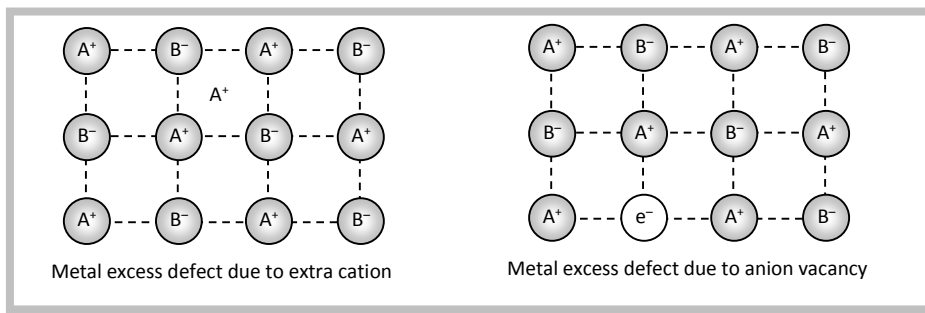 A⁺ B⁻ A⁺ B⁻
A⁺
B⁻ A⁺ B⁻ A⁺
A⁺ B⁻ A⁺ B⁻
Metal excess defect due to extra cation
A⁺ B⁻ A⁺ B⁻
B⁻ A⁺ B⁻ A⁺
A⁺ e⁻ A⁺ B⁻
Metal excess defect due to anion vacancy